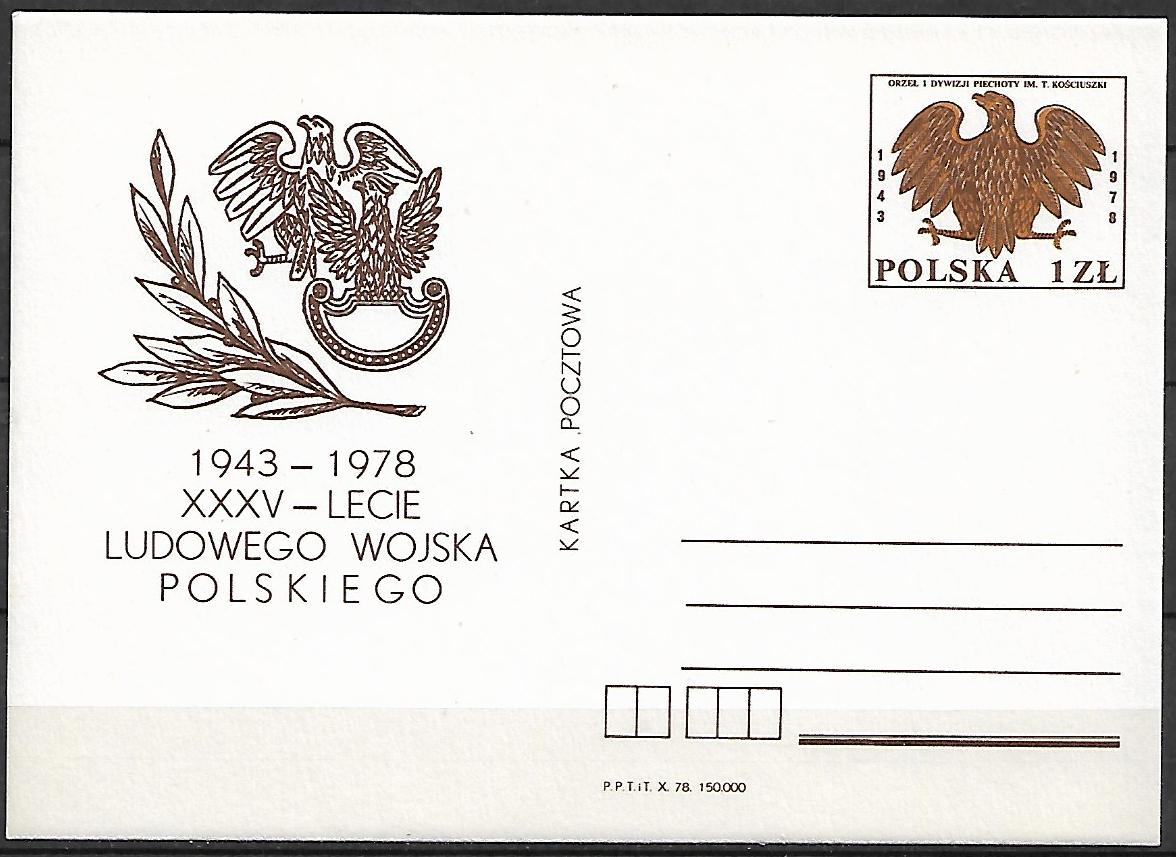 1943 – 1978
XXXV – LECIE
LUDOWEGO WOJSKA
POLSKIEGO
KARTKA POCZTOWA
ORZEŁ 1 DYWIZJI PIECHOTY IM. T. KOŚCIUSZKI
1943
1978
POLSKA 1 ZŁ
P.P.T.iT. X. 78. 150.000